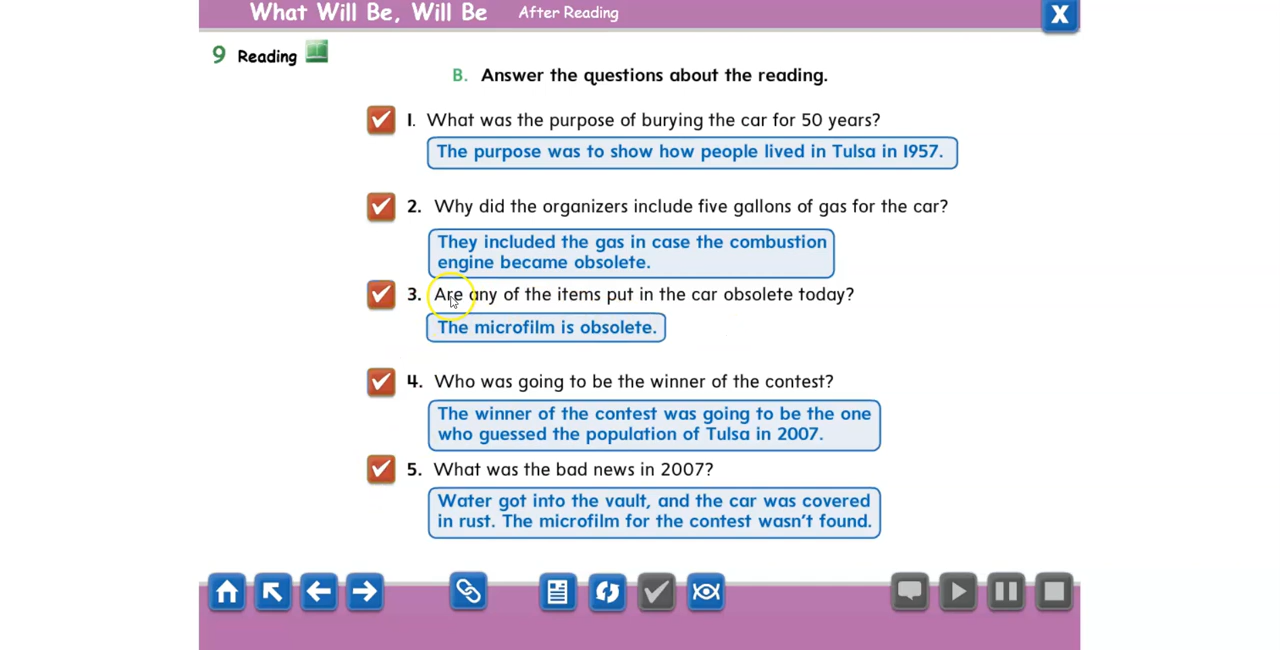 What Will Be, Will Be After Reading X
9 Reading
B. Answer the questions about the reading.
1. What was the purpose of burying the car for 50 years?
The purpose was to show how people lived in Tulsa in 1957.
2. Why did the organizers include five gallons of gas for the car?
They included the gas in case the combustion
engine became obsolete.
3. Are any of the items put in the car obsolete today?
The microfilm is obsolete.
4. Who was going to be the winner of the contest?
The winner of the contest was going to be the one
who guessed the population of Tulsa in 2007.
5. What was the bad news in 2007?
Water got into the vault, and the car was covered
in rust. The microfilm for the contest wasn't found.